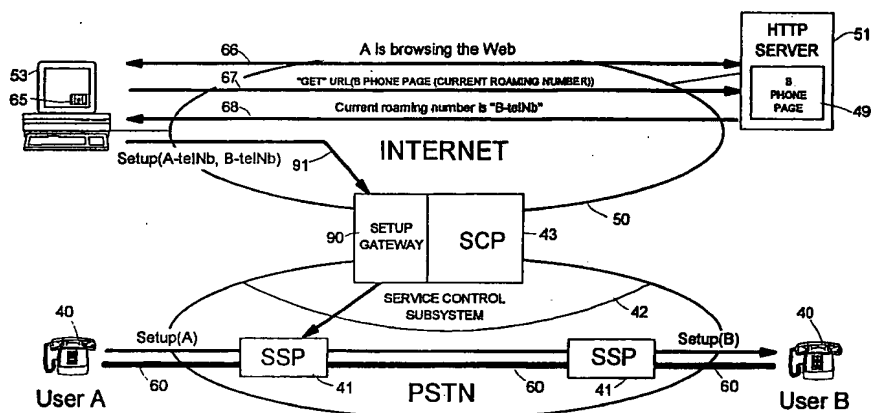 66
A is browsing the Web
HTTP
SERVER
51
53
67
"GET" URL(B PHONE PAGE (CURRENT ROAMING NUMBER))
65
B
PHONE
PAGE
68
Current roaming number is "B-telNb"
49
INTERNET
Setup(A-telNb, B-telNb)
91
50
90
SETUP
GATEWAY
SCP
43
SERVICE CONTROL
SUBSYSTEM
42
40
Setup(A)
Setup(B)
40
SSP
SSP
60
41
PSTN
60
41
60
User A
User B